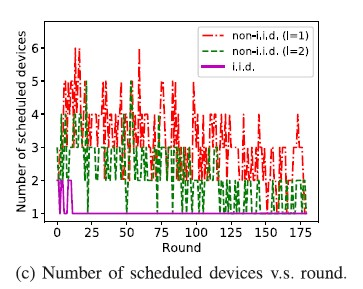 non-i.i.d. (l=1)
non-i.i.d. (l=2)
i.i.d.
Number of scheduled devices
6
5
4
3
2
1
0 25 50 75 100 125 150 175
Round
(c) Number of scheduled devices v.s. round.